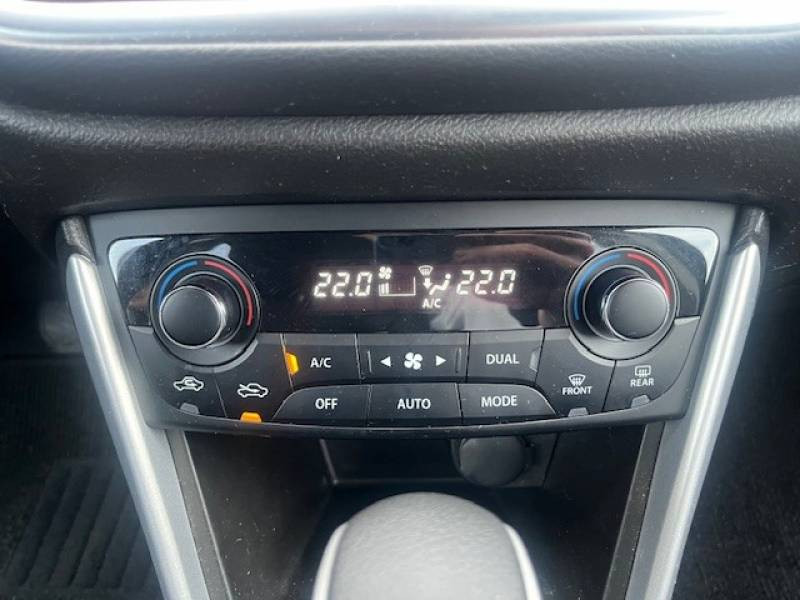 22.0 22.0
A/C
A/C DUAL
OFF AUTO MODE
FRONT REAR